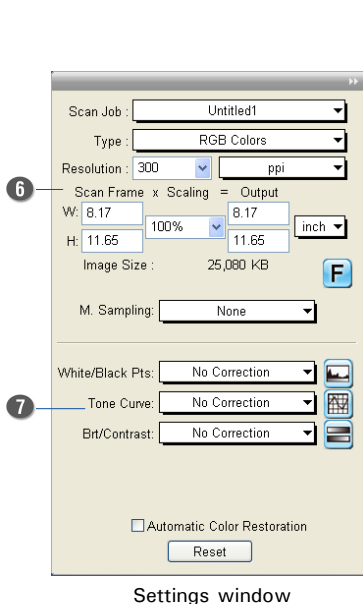 Scan Job : Untitled1
Type : RGB Colors
Resolution : 300 ppi
6 Scan Frame x Scaling = Output
W: 8.17 100% 8.17 inch
H: 11.65 11.65
Image Size : 25,080 KB
F
M. Sampling: None
White/Black Pts: No Correction
7 Tone Curve: No Correction
Brt/Contrast: No Correction
Automatic Color Restoration
Reset
Settings window